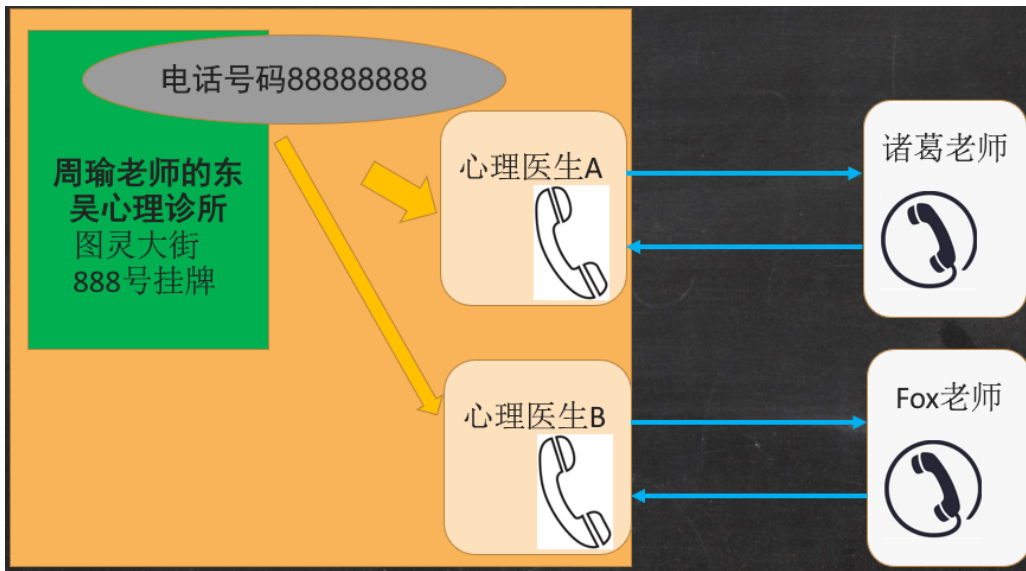 电话号码88888888
周瑜老师的东
吴心理诊所
图灵大街
888号挂牌
心理医生A
诸葛老师
心理医生B
Fox老师